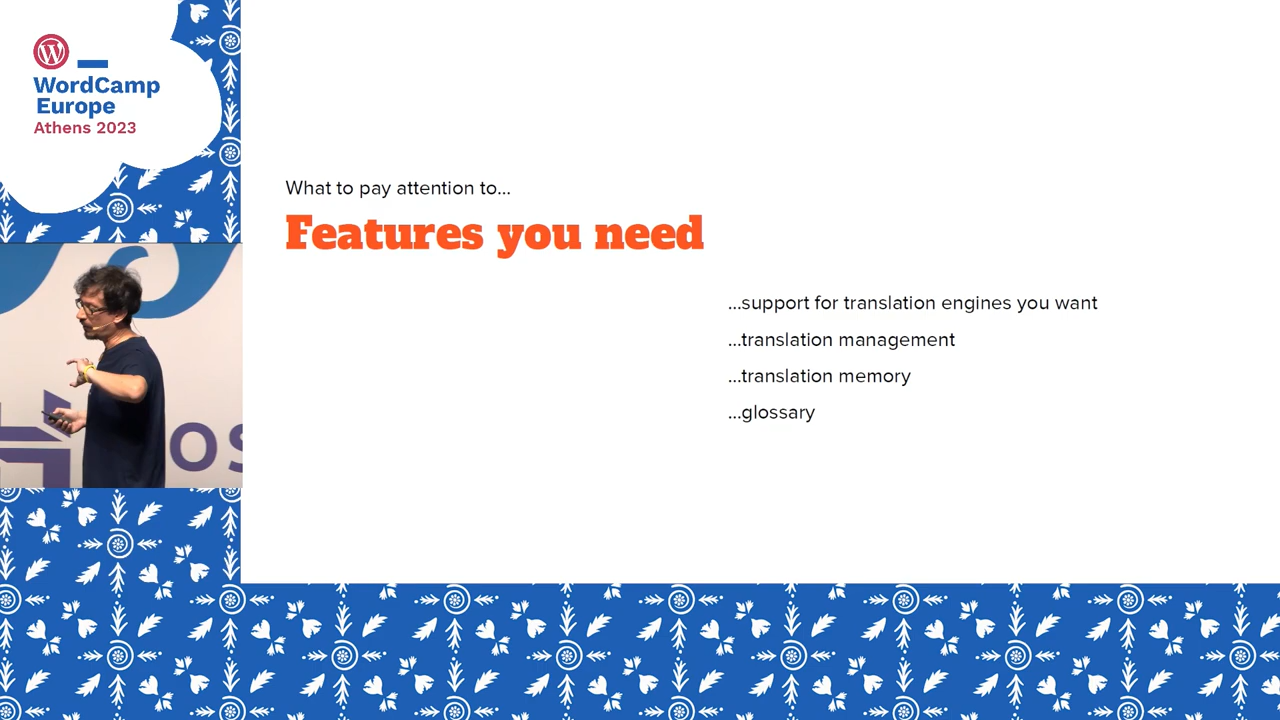 WordCamp
Europe
Athens 2023
What to pay attention to...
Features you need
...support for translation engines you want
...translation management
...translation memory
...glossary
os